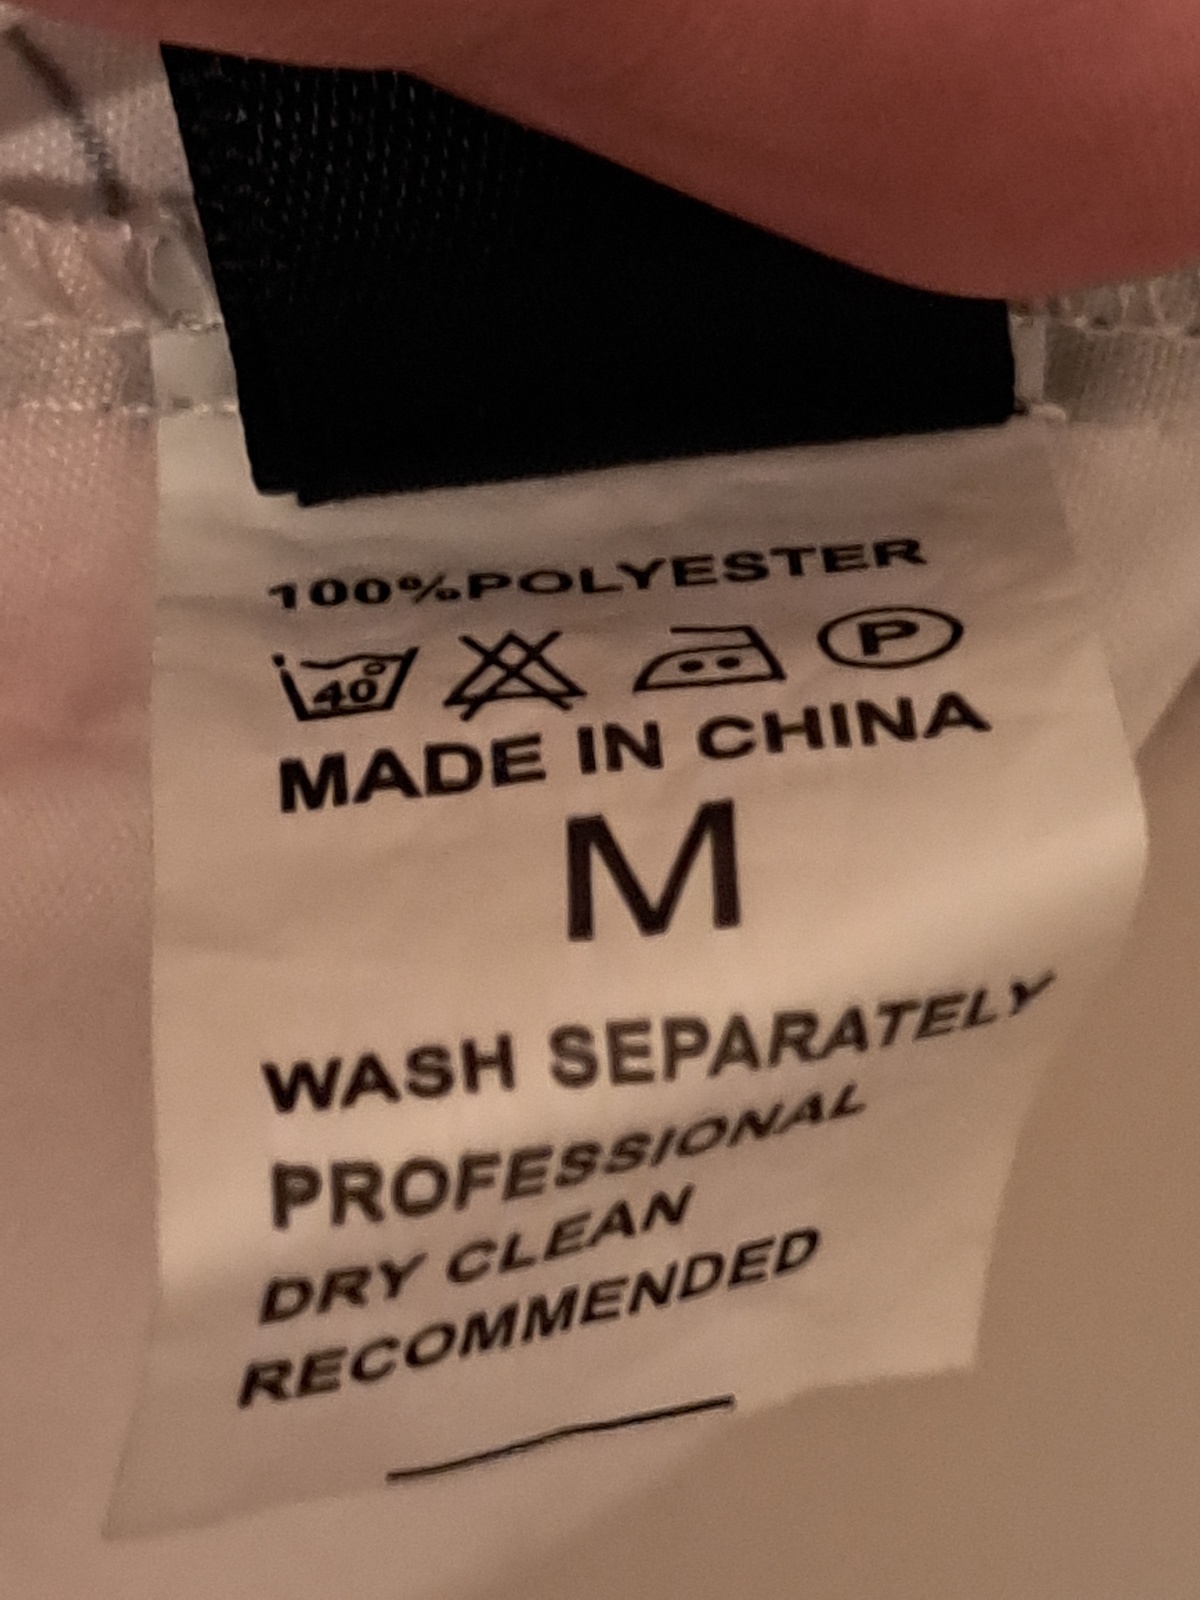 100%POLYESTER
40° P
MADE IN CHINA
M
WASH SEPARATELY
PROFESSIONAL
DRY CLEAN
RECOMMENDED